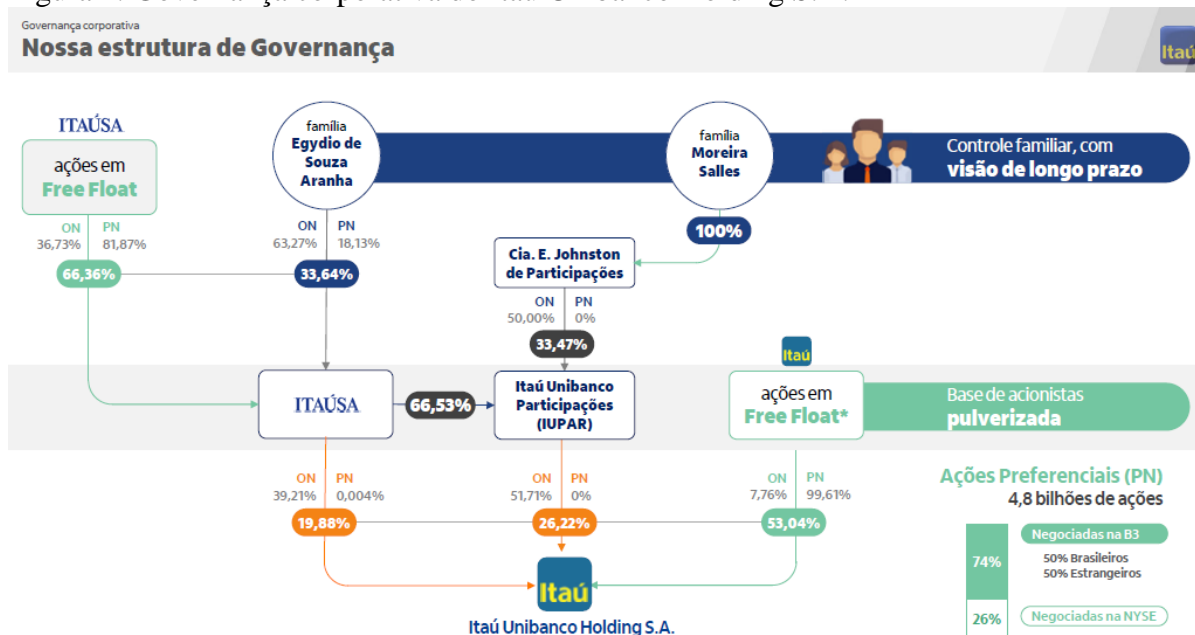 Governança corporativa
Nossa estrutura de Governança
Itaú
ITAÚSA
ações em
Free Float
ON PN
36,73% 81,87%
66,36%
família
Egydio de
Souza
Aranha
ON PN
63,27% 18,13%
33,64%
família
Moreira
Salles
100%
Controle familiar, com
visão de longo prazo
Cia. E. Johnston
de Participações
ON PN
50,00% 0%
33,47%
ITAÚSA
66,53%
Itaú Unibanco
Participações
(IUPAR)
Itaú
ações em
Free Float*
Base de acionistas
pulverizada
ON PN
39,21% 0,004%
19,88%
ON PN
51,71% 0%
26,22%
ON PN
7,76% 99,61%
53,04%
Itaú
Itaú Unibanco Holding S.A.
Ações Preferenciais (PN)
4,8 bilhões de ações
74%
Negociadas na B3
50% Brasileiros
50% Estrangeiros
26%
Negociadas na NYSE